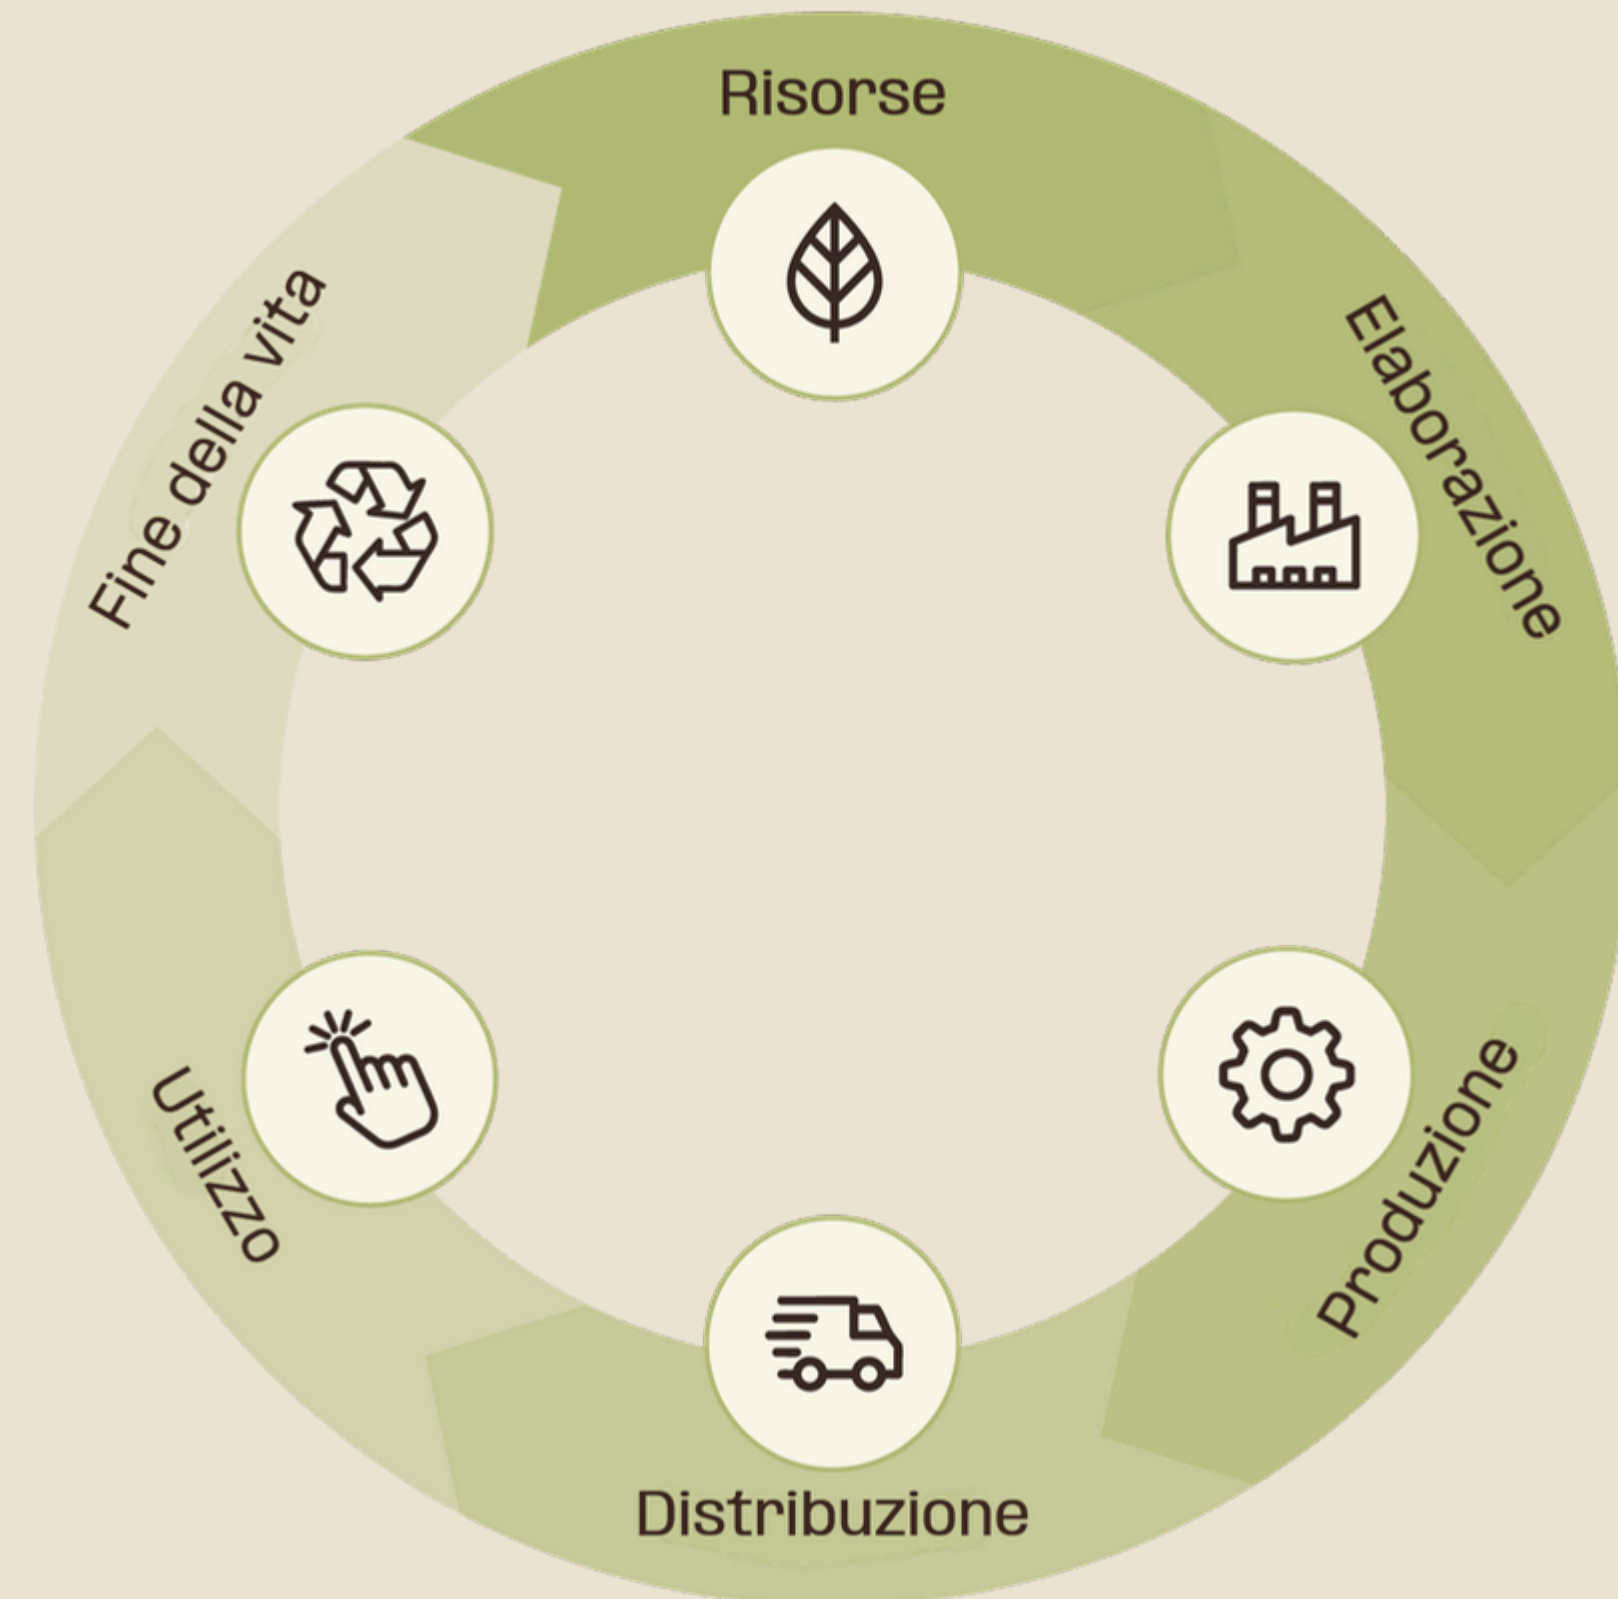 Risorse
Elaborazione
Produzione
Distribuzione
Utilizzo
Fine della vita